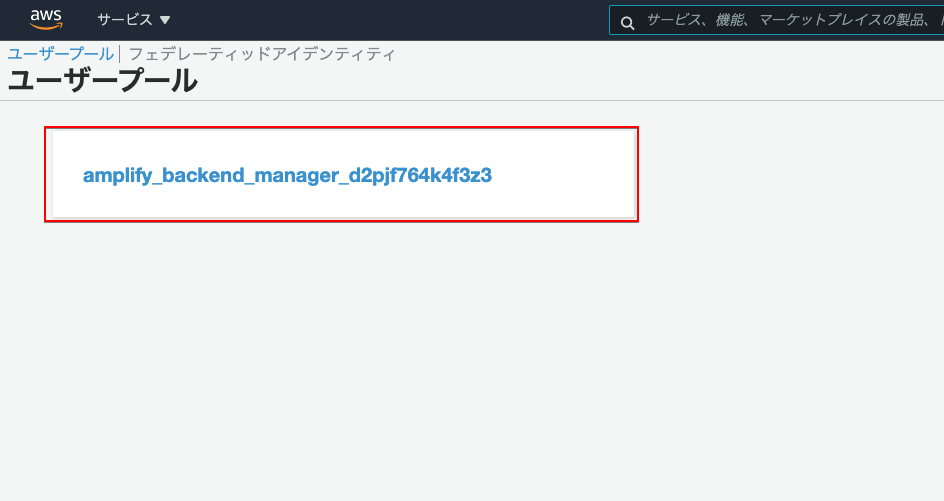 aws サービス ▼ サービス、機能、マーケットプレイスの製品、
ユーザープール | フェデレーティッドアイデンティティ
ユーザープール
amplify_backend_manager_d2pjf764k4f3z3